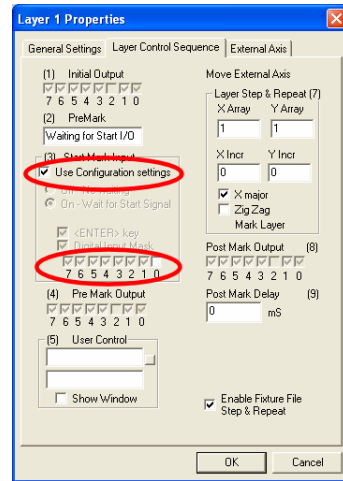 Layer 1 Properties
General Settings Layer Control Sequence External Axis
(1) Initial Output
7 6 5 4 3 2 1 0
(2) PreMark
Waiting for Start I/O
(3) Start Mark Input
Use Configuration settings
Off - No waiting
On - Wait for Start Signal
<ENTER> key
Digital Input Mask
7 6 5 4 3 2 1 0
(4) Pre Mark Output
7 6 5 4 3 2 1 0
(5) User Control
Show Window
Move External Axis
Layer Step & Repeat (7)
X Array Y Array
1 1
X Incr Y Incr
0 0
X major
Zig Zag
Mark Layer
Post Mark Output (8)
7 6 5 4 3 2 1 0
Post Mark Delay (9)
0 mS
Enable Fixture File
Step & Repeat
OK Cancel